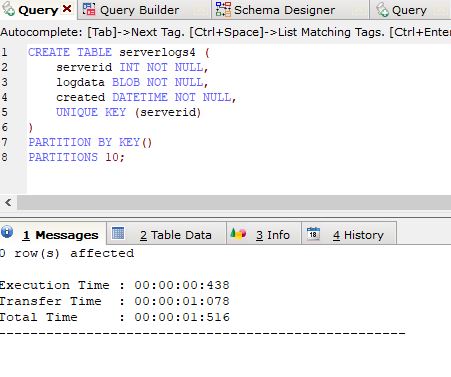 Query Query Builder Schema Designer Query
Autocomplete: [Tab]->Next Tag. [Ctrl+Space]->List Matching Tags. [Ctrl+Enter
1 CREATE TABLE serverlogs4 (
2 serverid INT NOT NULL,
3 logdata BLOB NOT NULL,
4 created DATETIME NOT NULL,
5 UNIQUE KEY (serverid)
6 )
7 PARTITION BY KEY()
8 PARTITIONS 10;
1 Messages 2 Table Data 3 Info 18 4 History
0 row(s) affected
Execution Time : 00:00:00:438
Transfer Time : 00:00:01:078
Total Time : 00:00:01:516
---------------------------------------------------------